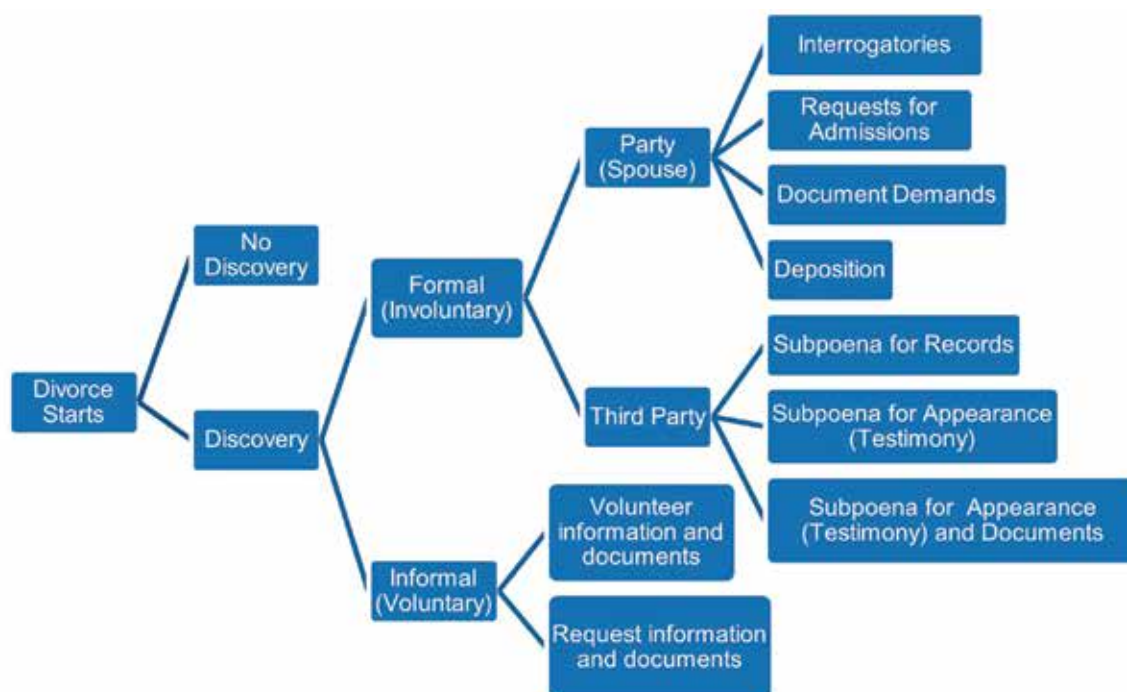 Divorce
Starts
No
Discovery
Discovery
Formal
(Involuntary)
Informal
(Voluntary)
Party
(Spouse)
Third Party
Volunteer
information and
documents
Request information
and documents
Interrogatories
Requests for
Admissions
Document Demands
Deposition
Subpoena for Records
Subpoena for Appearance
(Testimony)
Subpoena for Appearance
(Testimony) and Documents